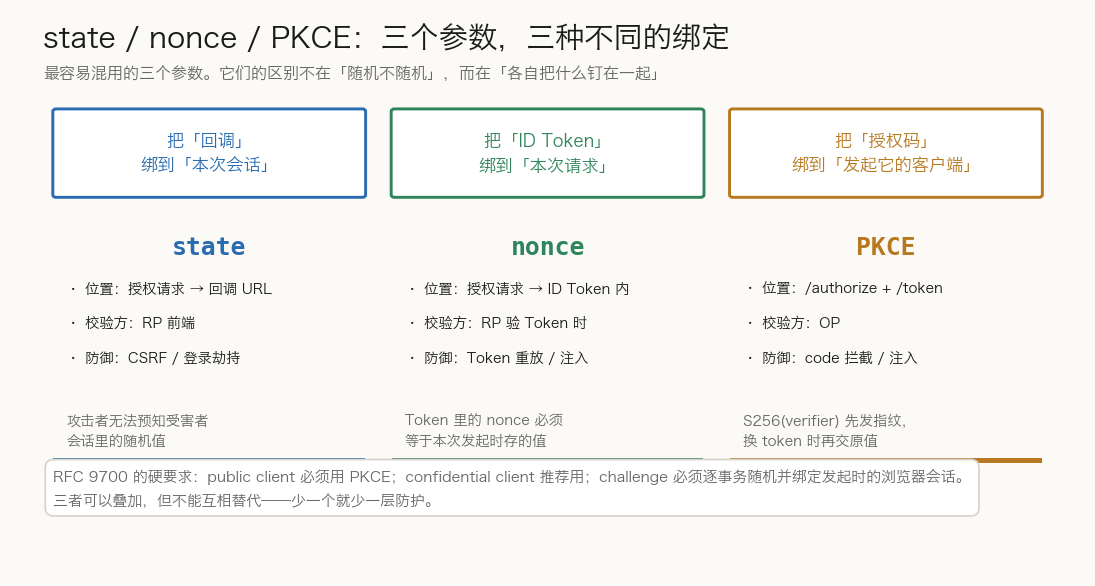 state / nonce / PKCE：三个参数，三种不同的绑定
最容易混用的三个参数。它们的区别不在「随机不随机」，而在「各自把什么钉在一起」
把「回调」
绑到「本次会话」
把「ID Token」
绑到「本次请求」
把「授权码」
绑到「发起它的客户端」
state
· 位置：授权请求 → 回调 URL
· 校验方：RP 前端
· 防御：CSRF / 登录劫持
攻击者无法预知受害者
会话里的随机值
nonce
· 位置：授权请求 → ID Token 内
· 校验方：RP 验 Token 时
· 防御：Token 重放 / 注入
Token 里的 nonce 必须
等于本次发起时存的值
PKCE
· 位置：/authorize + /token
· 校验方：OP
· 防御：code 拦截 / 注入
S256(verifier) 先发指纹，
换 token 时再交原值
RFC 9700 的硬要求：public client 必须用 PKCE；confidential client 推荐用；challenge 必须逐事务随机并绑定发起时的浏览器会话。
三者可以叠加，但不能互相替代——少一个就少一层防护。